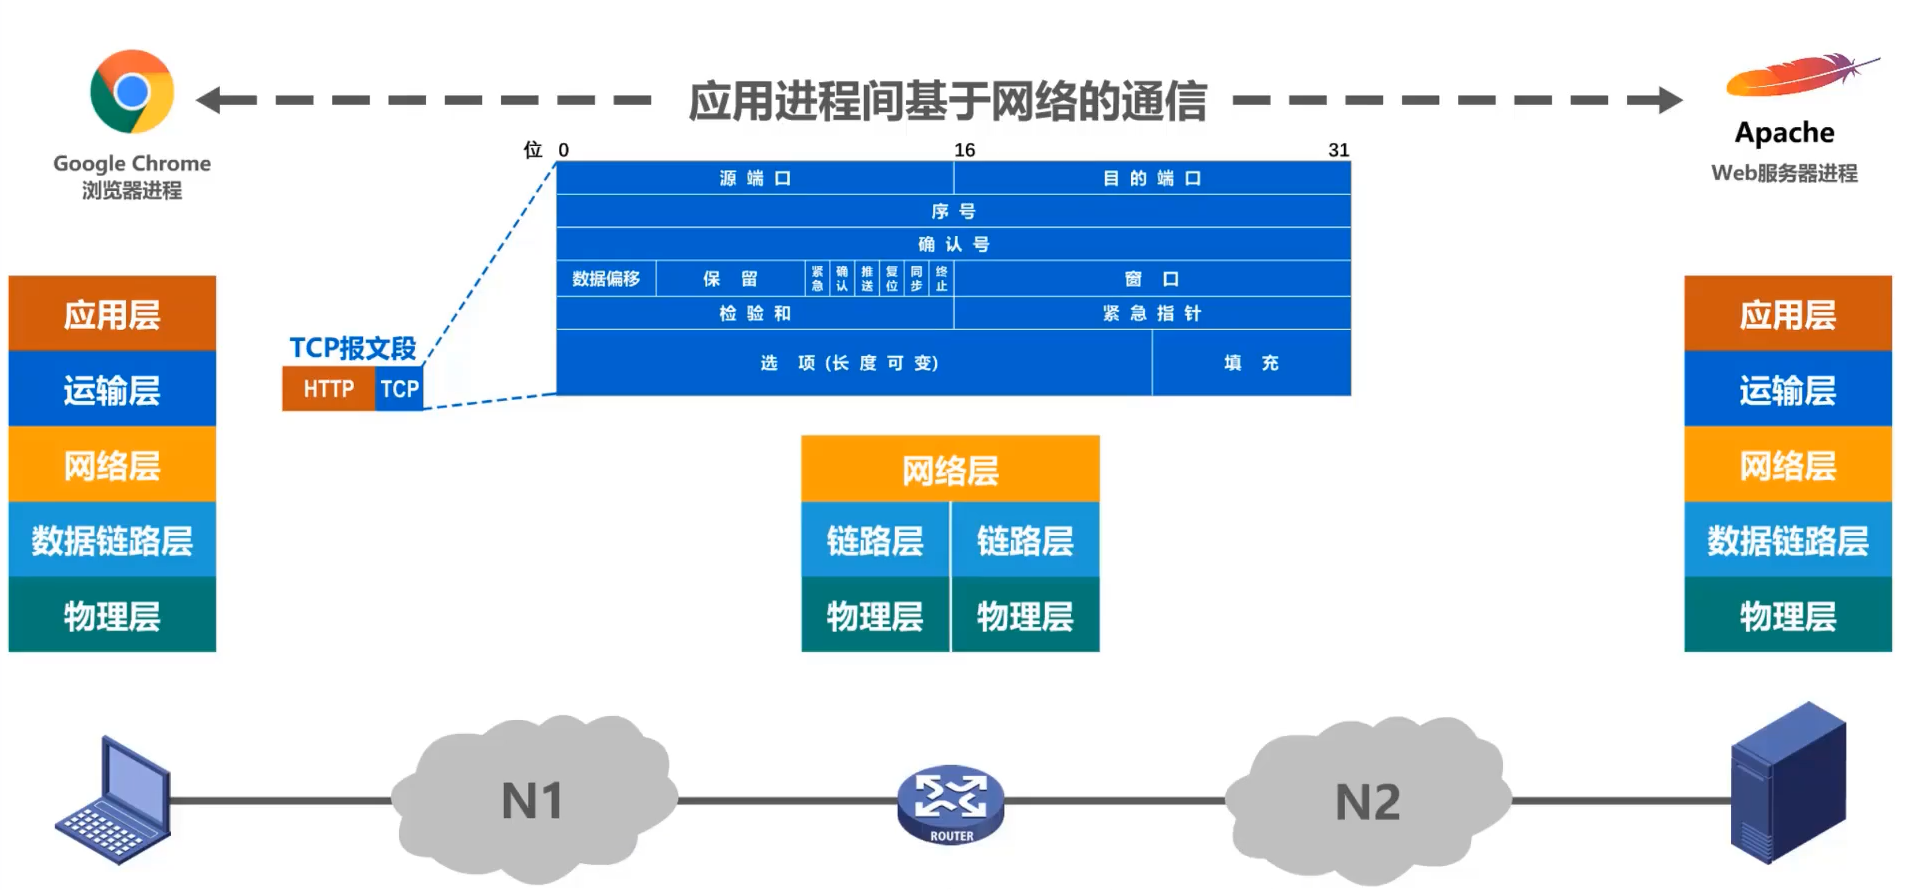 应用进程间基于网络的通信
Google Chrome
浏览器进程
Apache
Web服务器进程
位 0 16 31
源端口 目的端口
序号
确认号
数据偏移 保留 紧急 确认 推送 复位 同步 终止 窗口
检验和 紧急指针
选项(长度可变) 填充
TCP报文段
HTTP TCP
应用层
运输层
网络层
数据链路层
物理层
网络层
链路层 链路层
物理层 物理层
应用层
运输层
网络层
数据链路层
物理层
N1
ROUTER
N2